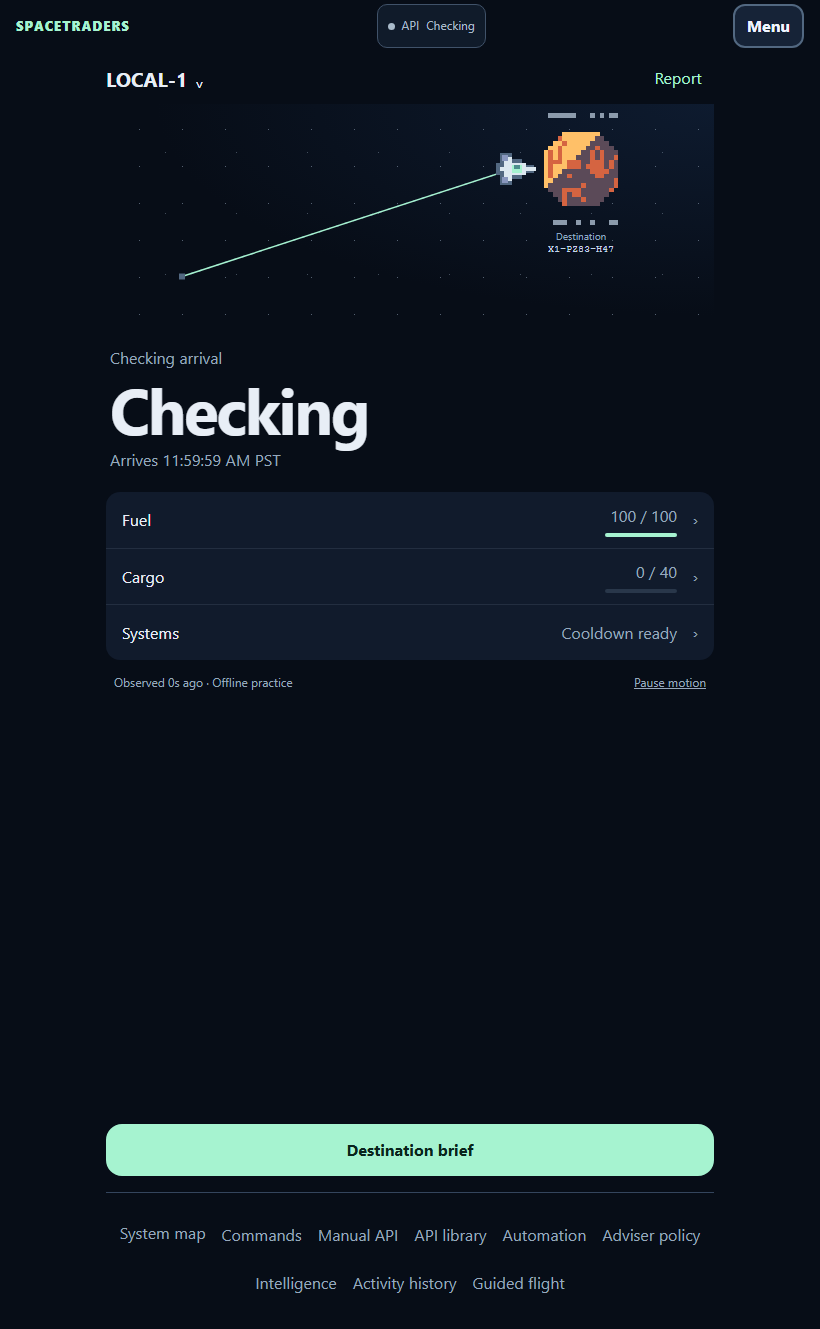 SPACETRADERS
API Checking
Menu
LOCAL-1 v
Report
Destination
X1-PZ83-H47
Checking arrival
Checking
Arrives 11:59:59 AM PST
Fuel 100 / 100 ›
Cargo 0 / 40 ›
Systems Cooldown ready ›
Observed 0s ago · Offline practice
Pause motion
Destination brief
System map Commands Manual API API library Automation Adviser policy
Intelligence Activity history Guided flight